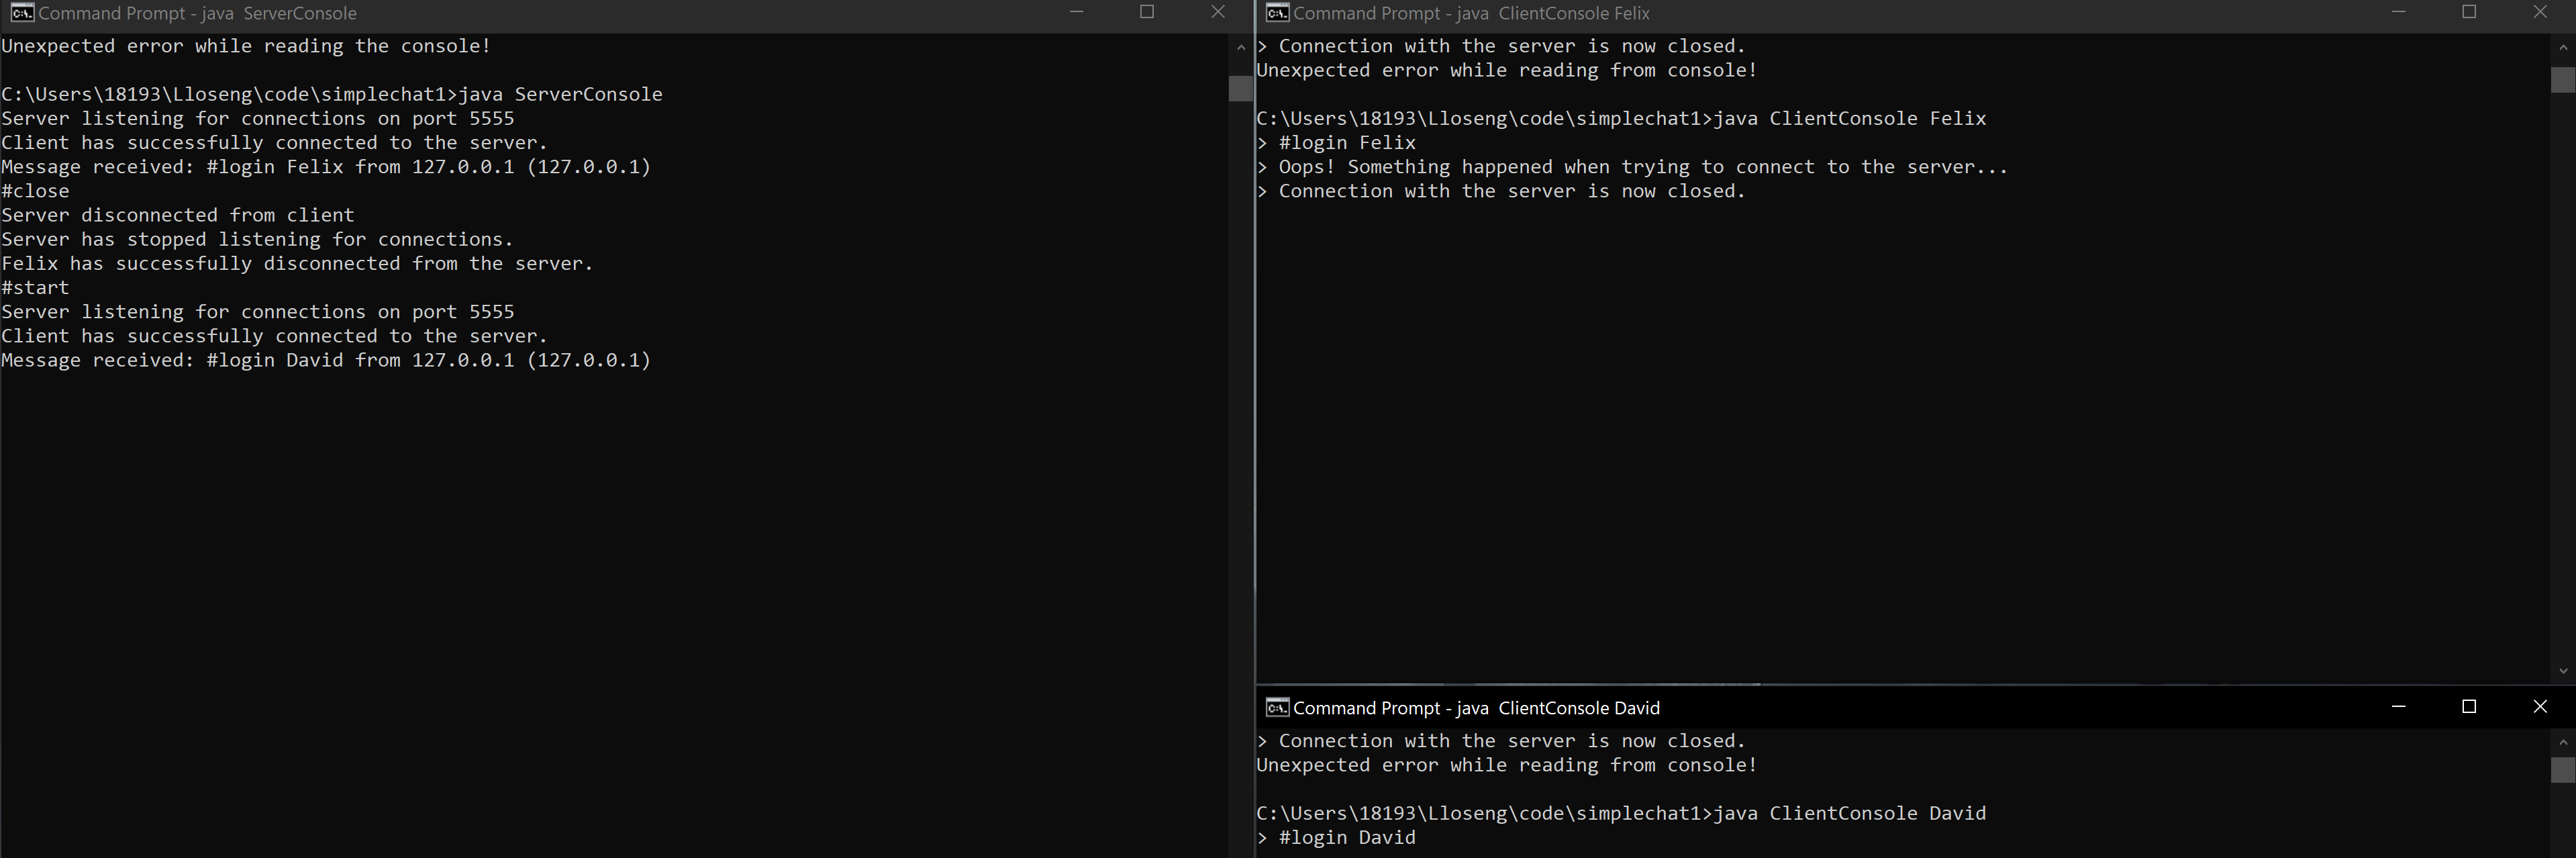 Command Prompt - java  ServerConsole
Unexpected error while reading the console!
C:\Users\18193\Lloseng\code\simplechat1>java ServerConsole
Server listening for connections on port 5555
Client has successfully connected to the server.
Message received: #login Felix from 127.0.0.1 (127.0.0.1)
#close
Server disconnected from client
Server has stopped listening for connections.
Felix has successfully disconnected from the server.
#start
Server listening for connections on port 5555
Client has successfully connected to the server.
Message received: #login David from 127.0.0.1 (127.0.0.1)
Command Prompt - java  ClientConsole Felix
> Connection with the server is now closed.
Unexpected error while reading from console!
C:\Users\18193\Lloseng\code\simplechat1>java ClientConsole Felix
> #login Felix
> Oops! Something happened when trying to connect to the server...
> Connection with the server is now closed.
Command Prompt - java  ClientConsole David
> Connection with the server is now closed.
Unexpected error while reading from console!
C:\Users\18193\Lloseng\code\simplechat1>java ClientConsole David
> #login David